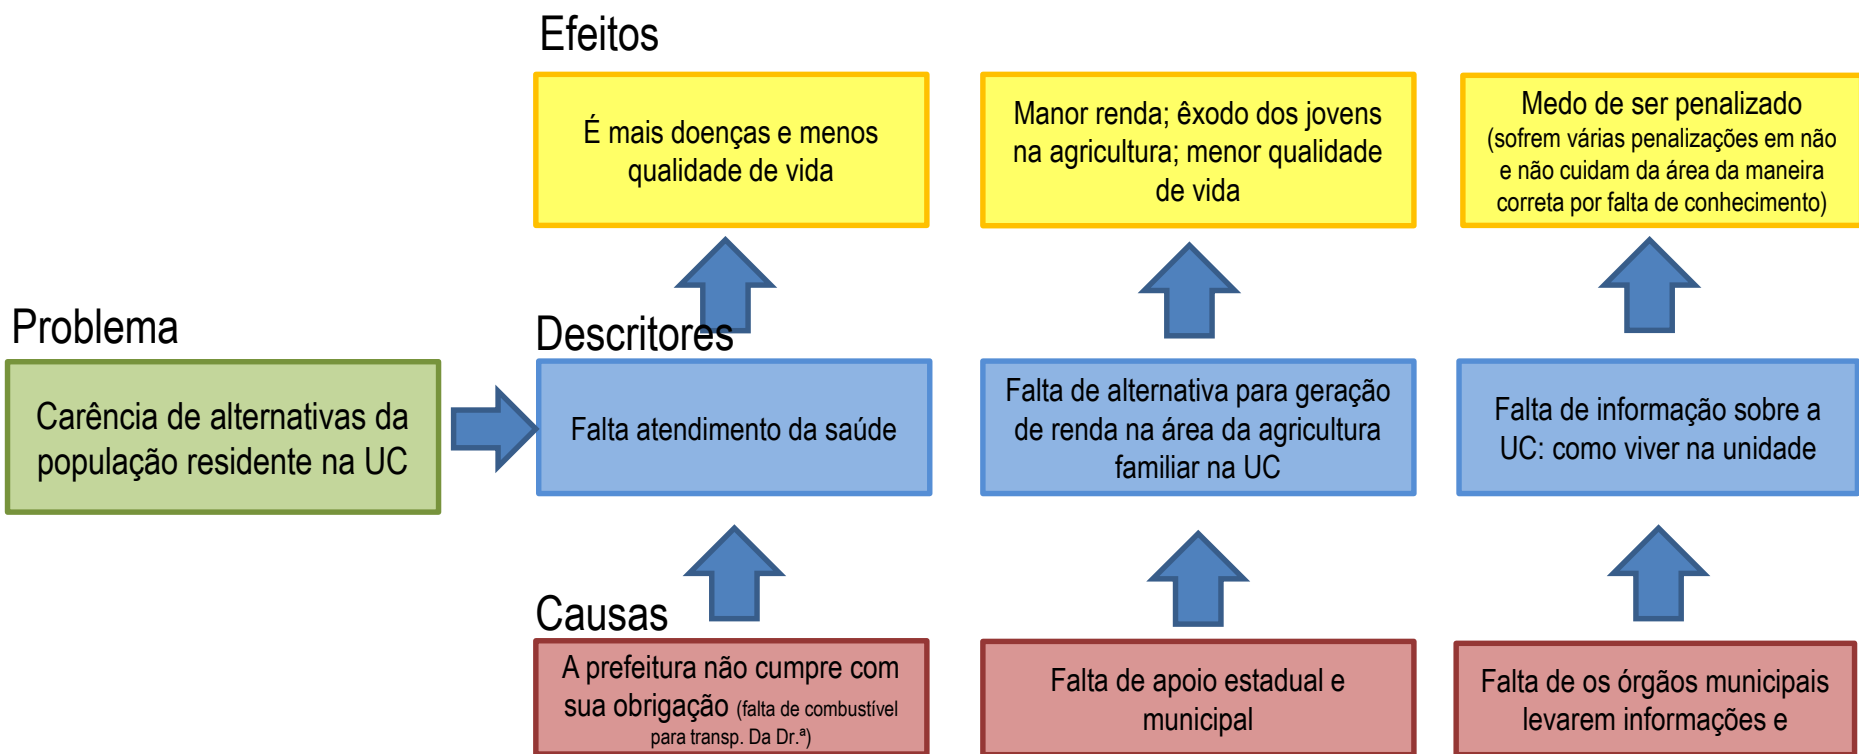 Efeitos
É mais doenças e menos
qualidade de vida
Manor renda; êxodo dos jovens
na agricultura; menor qualidade
de vida
Medo de ser penalizado
(sofrem várias penalizações em não
e não cuidam da área da maneira
correta por falta de conhecimento)
Problema
Carência de alternativas da
população residente na UC
Descritores
Falta atendimento da saúde
Falta de alternativa para geração
de renda na área da agricultura
familiar na UC
Falta de informação sobre a
UC: como viver na unidade
Causas
A prefeitura não cumpre com
sua obrigação (falta de combustível
para transp. Da Dr.ª)
Falta de apoio estadual e
municipal
Falta de os órgãos municipais
levarem informações e